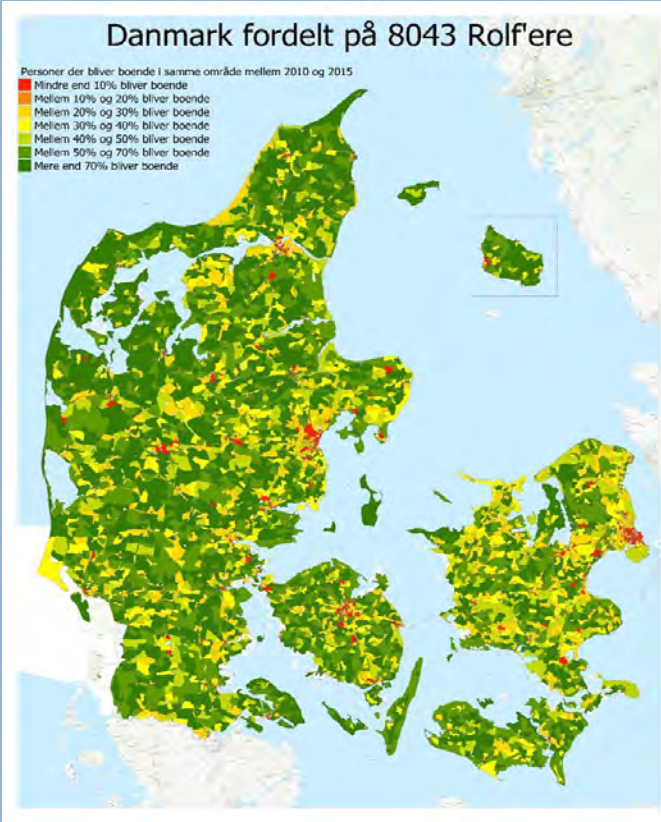 Danmark fordelt på 8043 Rolf'ere
Personer der bliver boende i samme område mellem 2010 og 2015
Mindre end 10% bliver boende
Mellem 10% og 20% bliver boende
Mellem 20% og 30% bliver boende
Mellem 30% og 40% bliver boende
Mellem 40% og 50% bliver boende
Mellem 50% og 70% bliver boende
Mere end 70% bliver boende